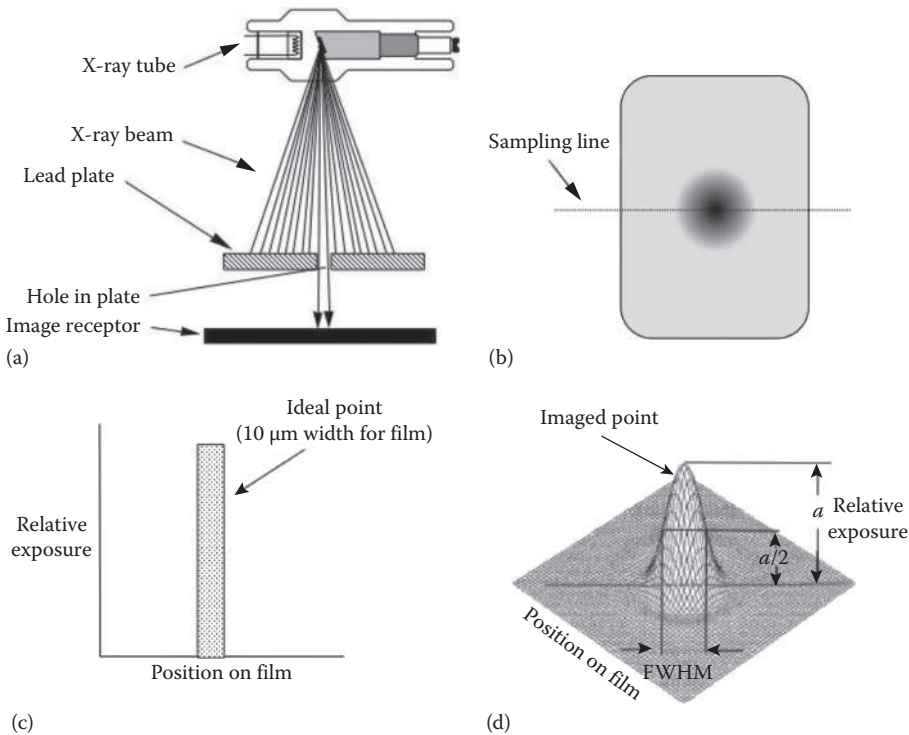 X-ray tube
X-ray beam
Lead plate
Hole in plate
Image receptor
(a)
Sampling line
(b)
Ideal point
(10 µm width for film)
Relative
exposure
Position on film
(c)
Imaged point
a
Relative
exposure
a/2
Position on film
FWHM
(d)